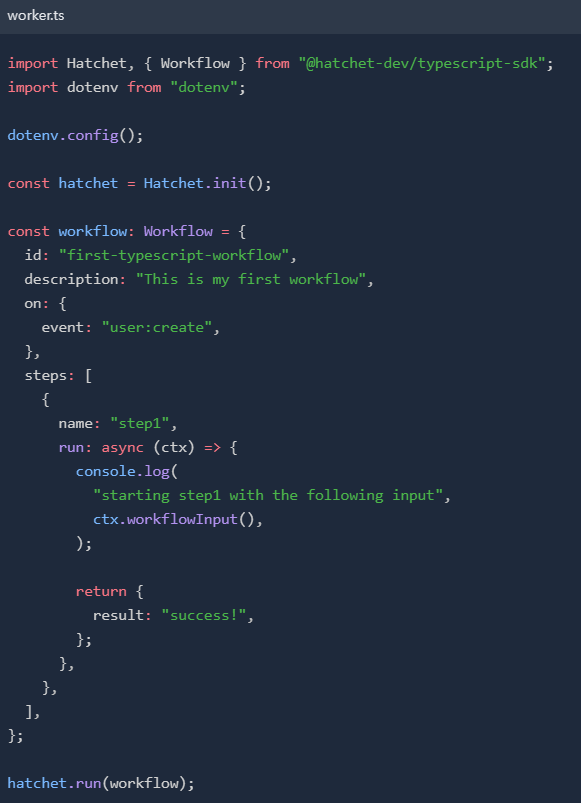 worker.ts
import Hatchet, { Workflow } from "@hatchet-dev/typescript-sdk";
import dotenv from "dotenv";
dotenv.config();
const hatchet = Hatchet.init();
const workflow: Workflow = {
  id: "first-typescript-workflow",
  description: "This is my first workflow",
  on: {
    event: "user:create",
  },
  steps: [
    {
      name: "step1",
      run: async (ctx) => {
        console.log(
          "starting step1 with the following input",
          ctx.workflowInput(),
        );
        return {
          result: "success!",
        };
      },
    },
  ],
};
hatchet.run(workflow);